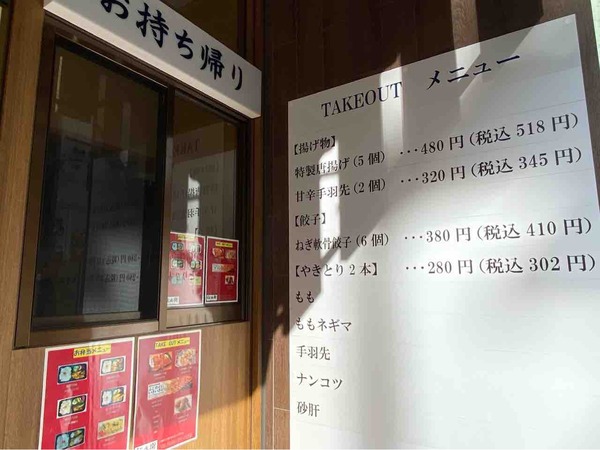 お持ち帰り
TAKEOUT メニュー
【揚げ物】
特製唐揚げ(5個) ···480円(税込518円)
甘辛手羽先(2個) ···320円(税込345円)
【餃子】
ねぎ軟骨餃子(6個) ···380円(税込410円)
【やきとり2本】 ···280円(税込302円)
もも
ももネギマ
手羽先
ナンコツ
砂肝
お弁当メニュー
TAKE OUT メニュー